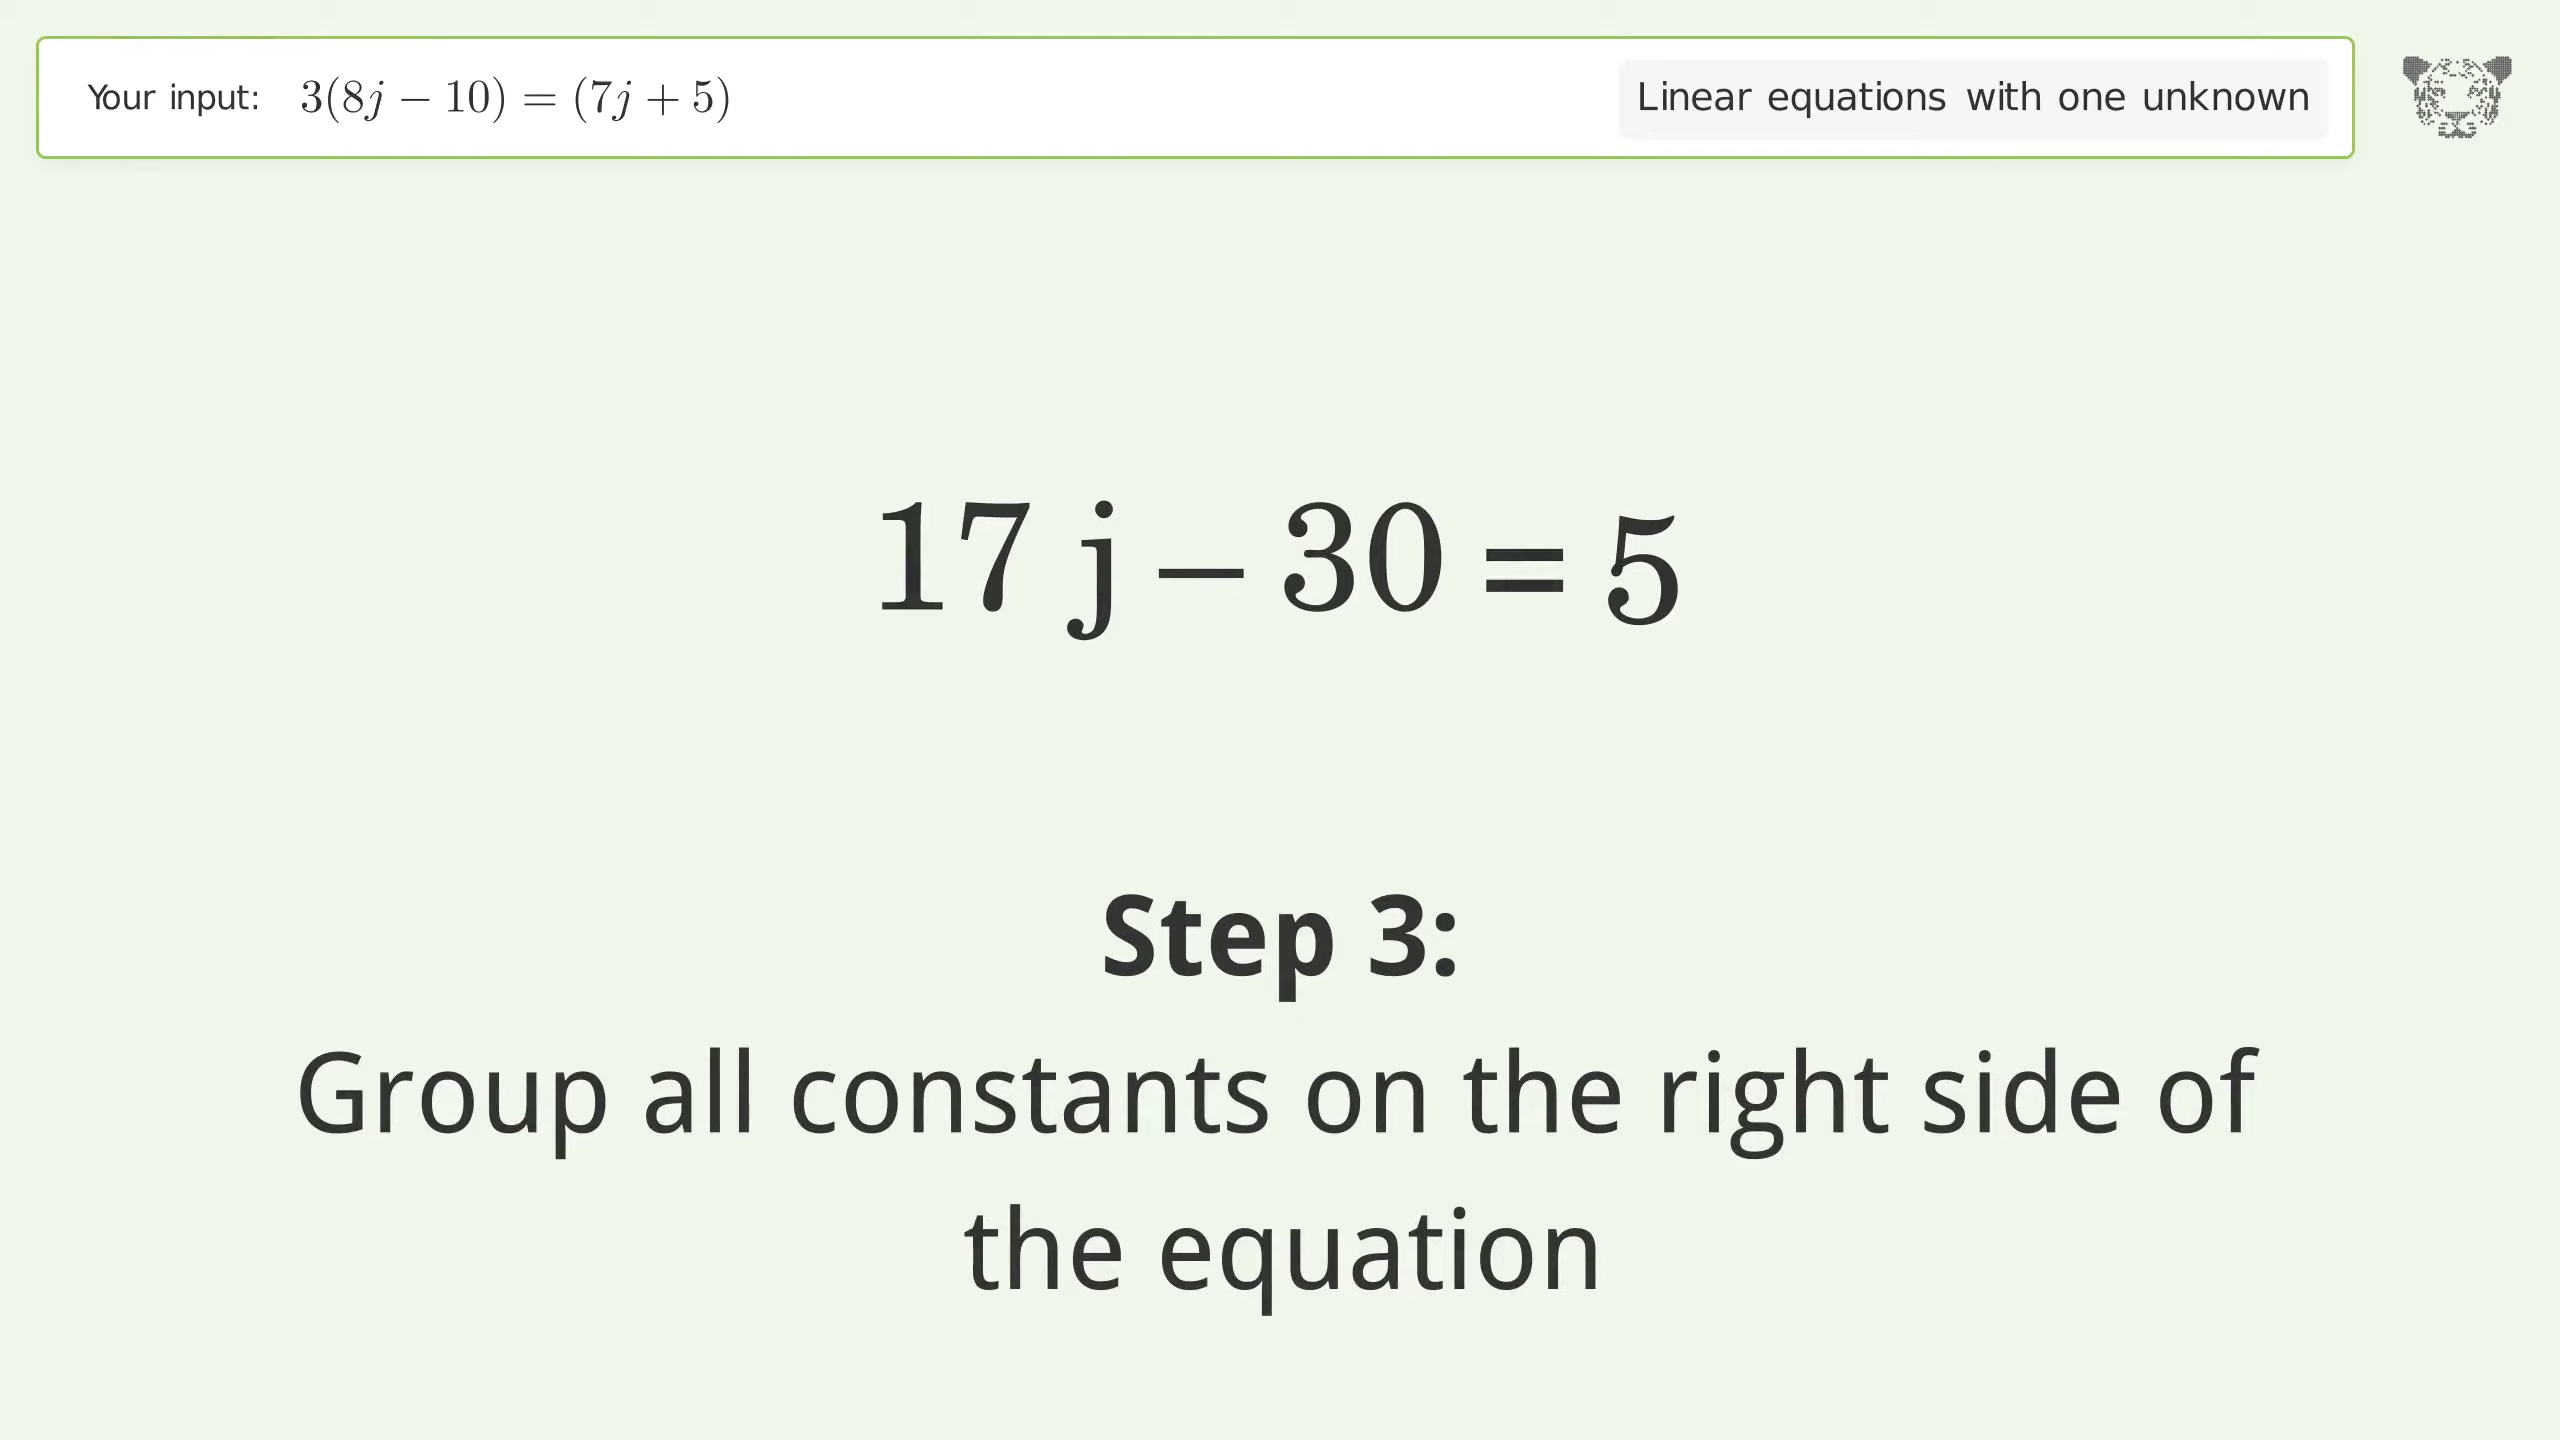 Your input: 3(8j − 10) = (7j + 5)
Linear equations with one unknown
17 j – 30 = 5
Step 3:
Group all constants on the right side of
the equation